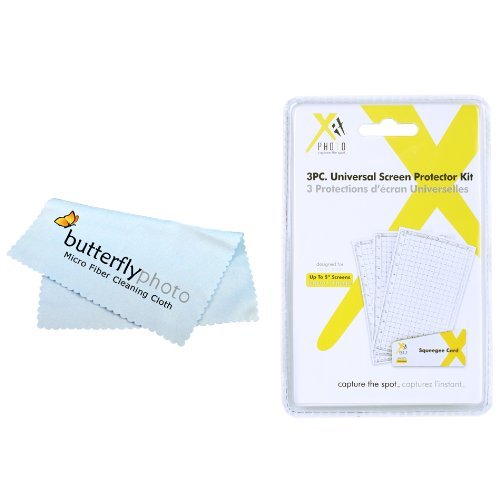 butterflyphoto
Micro Fiber Cleaning Cloth
Xit
PHOTO
capture the spot..
3PC. Universal Screen Protector Kit
3 Protections d'écran Universelles
designed for
Up To 5" Screens
Squeegee Card
capture the spot.. capturez l'instant..